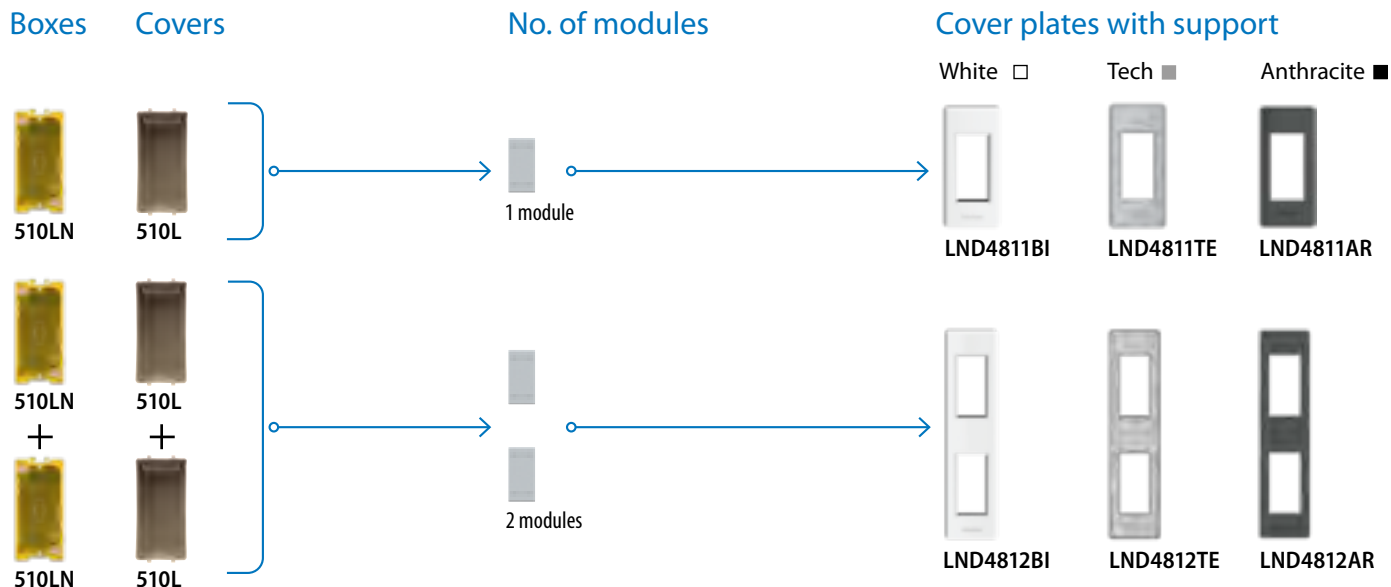 Boxes Covers No. of modules Cover plates with support
White Tech Anthracite
510LN 510L 1 module LND4811BI LND4811TE LND4811AR
510LN 510L
+ +
2 modules
510LN 510L LND4812BI LND4812TE LND4812AR